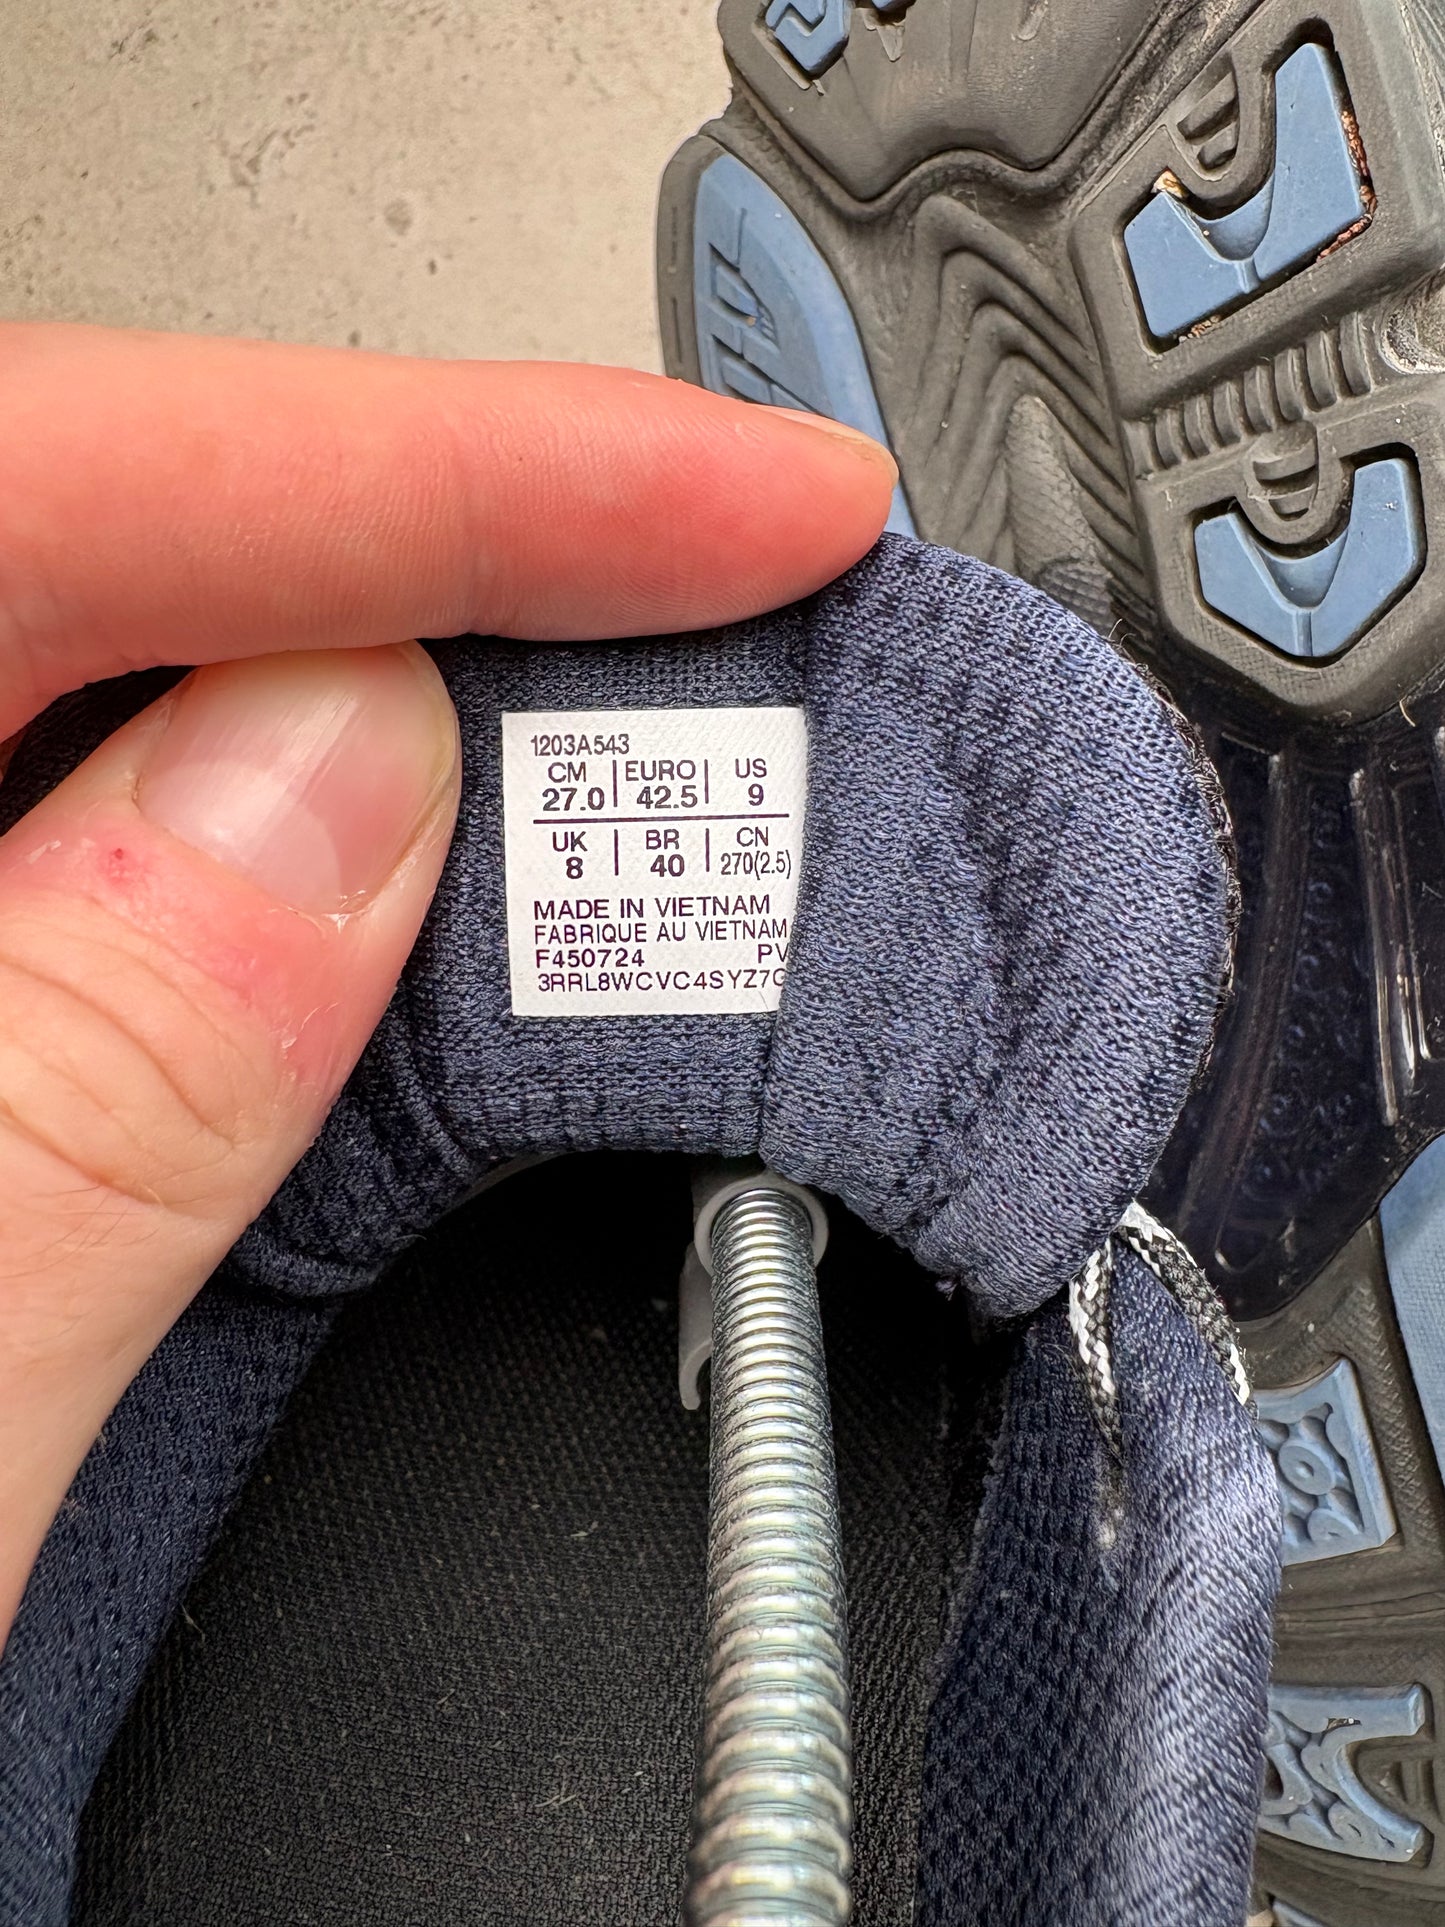 1203A543
CM | EURO | US
27.0 | 42.5 | 9
UK | BR | CN
8 | 40 | 270(2.5)
MADE IN VIETNAM
FABRIQUE AU VIETNAM
F450724 PV
3RRL8WCVC4SYZ7